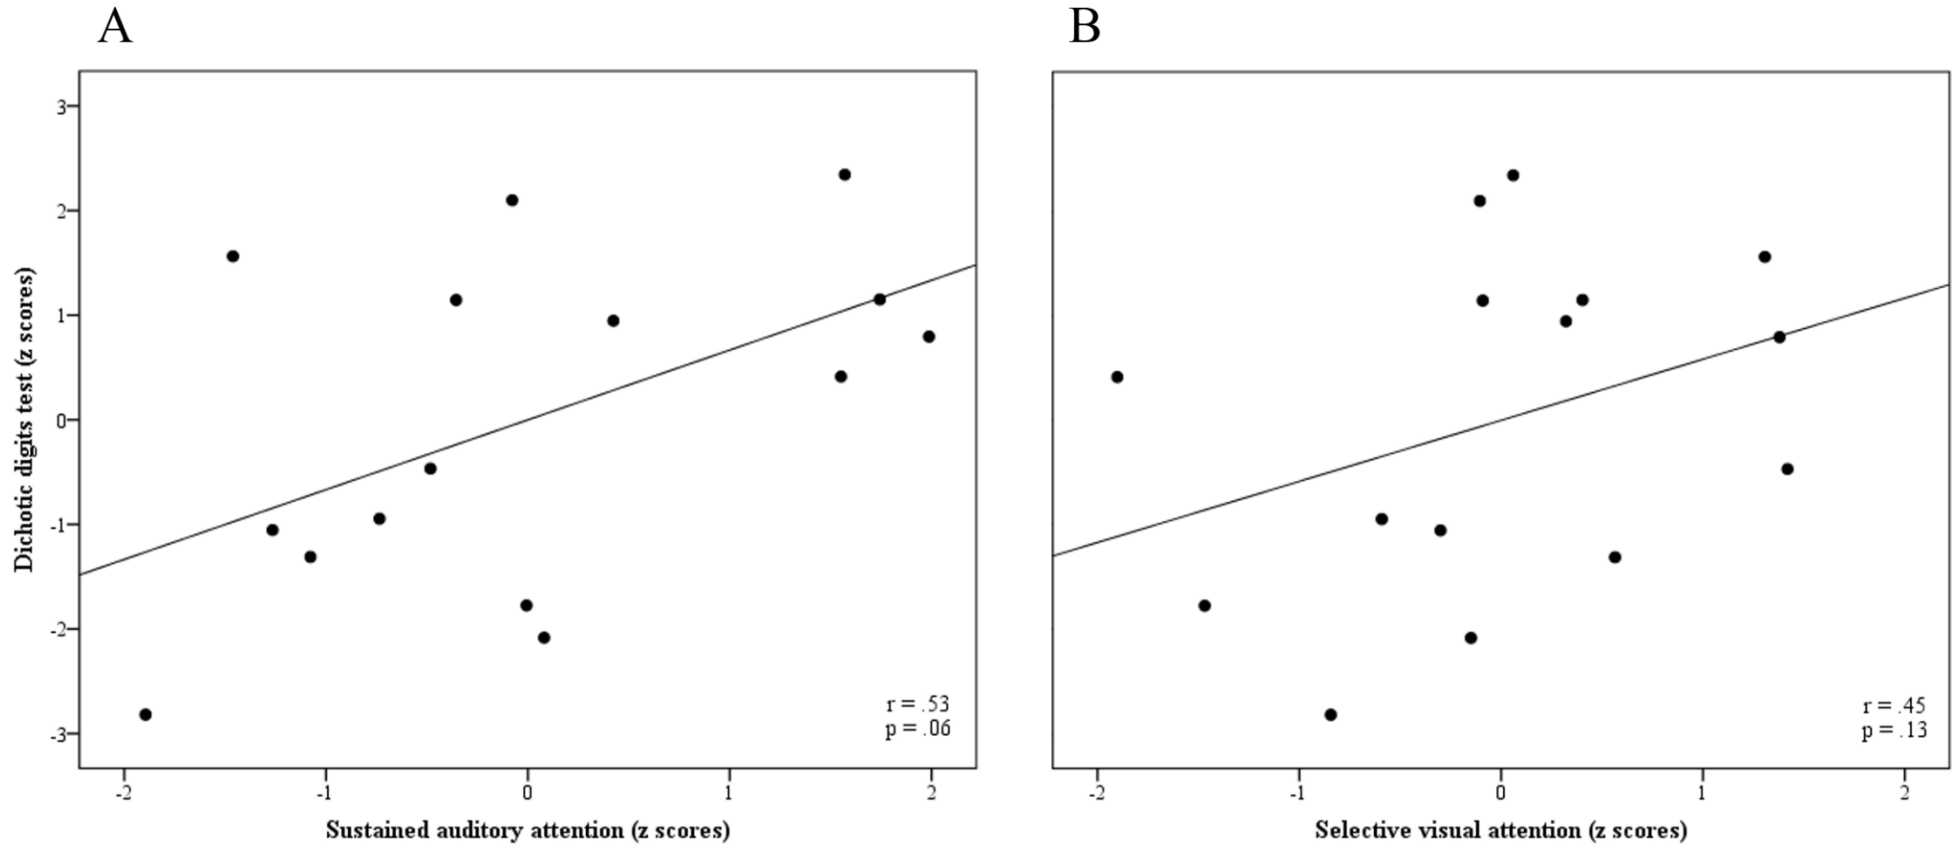 A
B
Dichotic digits test (z scores)
3
2
1
0
-1
-2
-3
r = .53
p = .06
-2 -1 0 1 2
Sustained auditory attention (z scores)
r = .45
p = .13
-2 -1 0 1 2
Selective visual attention (z scores)